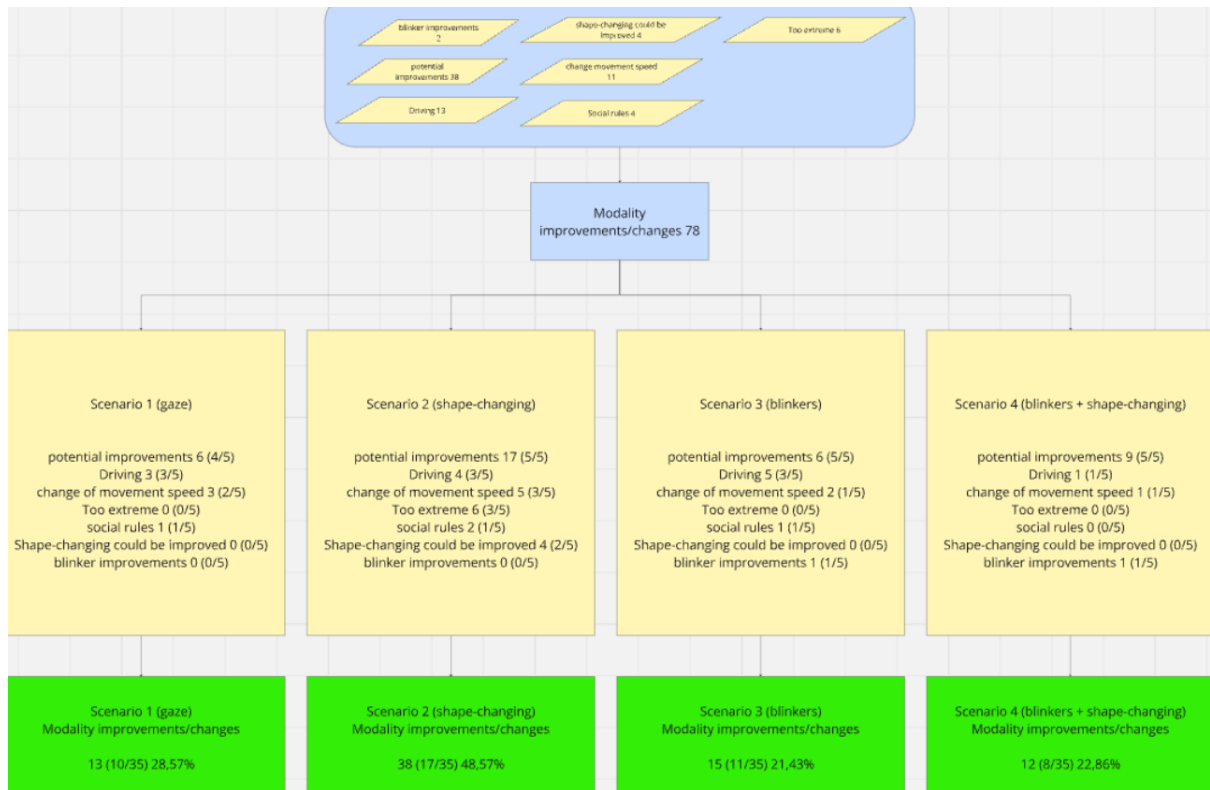 blinker improvements
2
shape-changing could be
improved 4
Too extreme 6
potential
improvements 38
change movement speed
11
Driving 13
Social rules 4
Modality
improvements/changes 78
Scenario 1 (gaze)
potential improvements 6 (4/5)
Driving 3 (3/5)
change of movement speed 3 (2/5)
Too extreme 0 (0/5)
social rules 1 (1/5)
Shape-changing could be improved 0 (0/5)
blinker improvements 0 (0/5)
Scenario 2 (shape-changing)
potential improvements 17 (5/5)
Driving 4 (3/5)
change of movement speed 5 (3/5)
Too extreme 6 (3/5)
social rules 2 (1/5)
Shape-changing could be improved 4 (2/5)
blinker improvements 0 (0/5)
Scenario 3 (blinkers)
potential improvements 6 (5/5)
Driving 5 (3/5)
change of movement speed 2 (1/5)
Too extreme 0 (0/5)
social rules 1 (1/5)
Shape-changing could be improved 0 (0/5)
blinker improvements 1 (1/5)
Scenario 4 (blinkers + shape-changing)
potential improvements 9 (5/5)
Driving 1 (1/5)
change of movement speed 1 (1/5)
Too extreme 0 (0/5)
social rules 0 (0/5)
Shape-changing could be improved 0 (0/5)
blinker improvements 1 (1/5)
Scenario 1 (gaze)
Modality improvements/changes
13 (10/35) 28,57%
Scenario 2 (shape-changing)
Modality improvements/changes
38 (17/35) 48,57%
Scenario 3 (blinkers)
Modality improvements/changes
15 (11/35) 21,43%
Scenario 4 (blinkers + shape-changing)
Modality improvements/changes
12 (8/35) 22,86%